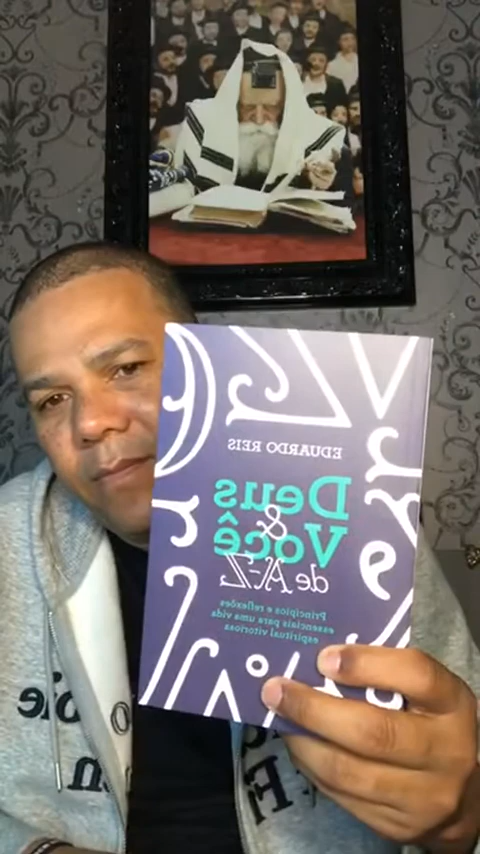 EDUARDO REIS
Deus
&
Você
de A-Z
Princípios e reflexões
essenciais para uma vida
espiritual vitoriosa